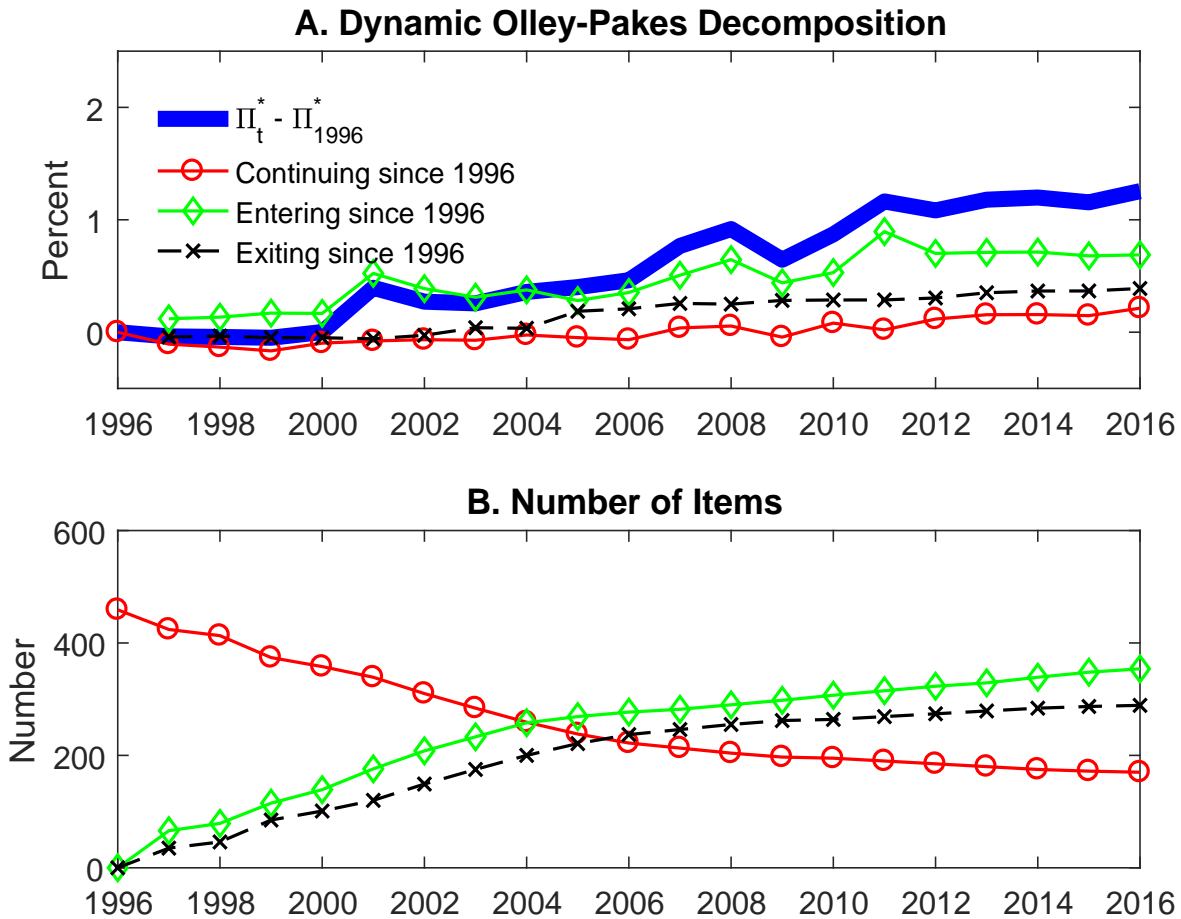 A. Dynamic Olley-Pakes Decomposition
Percent
2
1
0
Π*t - Π*1996
Continuing since 1996
Entering since 1996
Exiting since 1996
1996 1998 2000 2002 2004 2006 2008 2010 2012 2014 2016
B. Number of Items
Number
600
400
200
0
1996 1998 2000 2002 2004 2006 2008 2010 2012 2014 2016